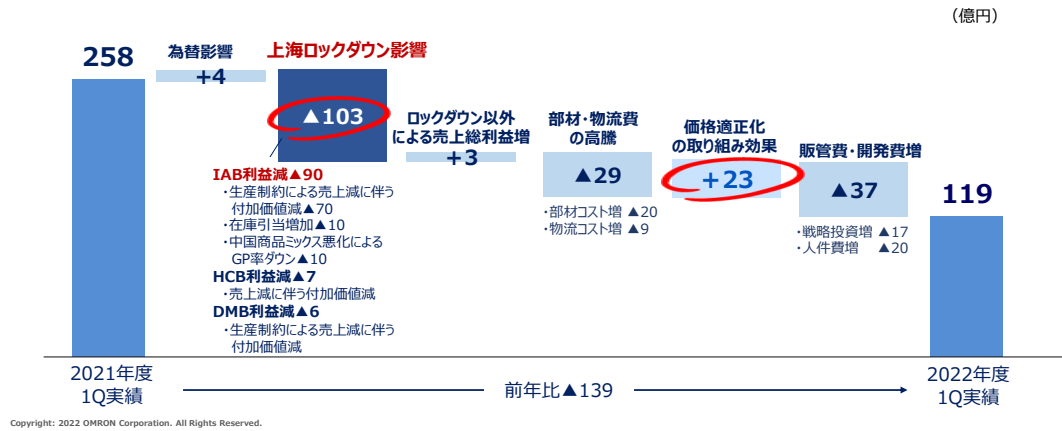 (億円)
258
為替影響
+4
上海ロックダウン影響
▲103
IAB利益減▲90
・生産制約による売上減に伴う
付加価値減▲70
・在庫引当増加▲10
・中国商品ミックス悪化による
GP率ダウン▲10
HCB利益減▲7
・売上減に伴う付加価値減
DMB利益減▲6
・生産制約による売上減に伴う
付加価値減
ロックダウン以外
による売上総利益増
+3
部材・物流費
の高騰
▲29
・部材コスト増 ▲20
・物流コスト増 ▲9
価格適正化
の取り組み効果
+23
販管費・開発費増
▲37
・戦略投資増 ▲17
・人件費増 ▲20
119
2021年度
1Q実績
前年比▲139
2022年度
1Q実績
Copyright: 2022 OMRON Corporation. All Rights Reserved.